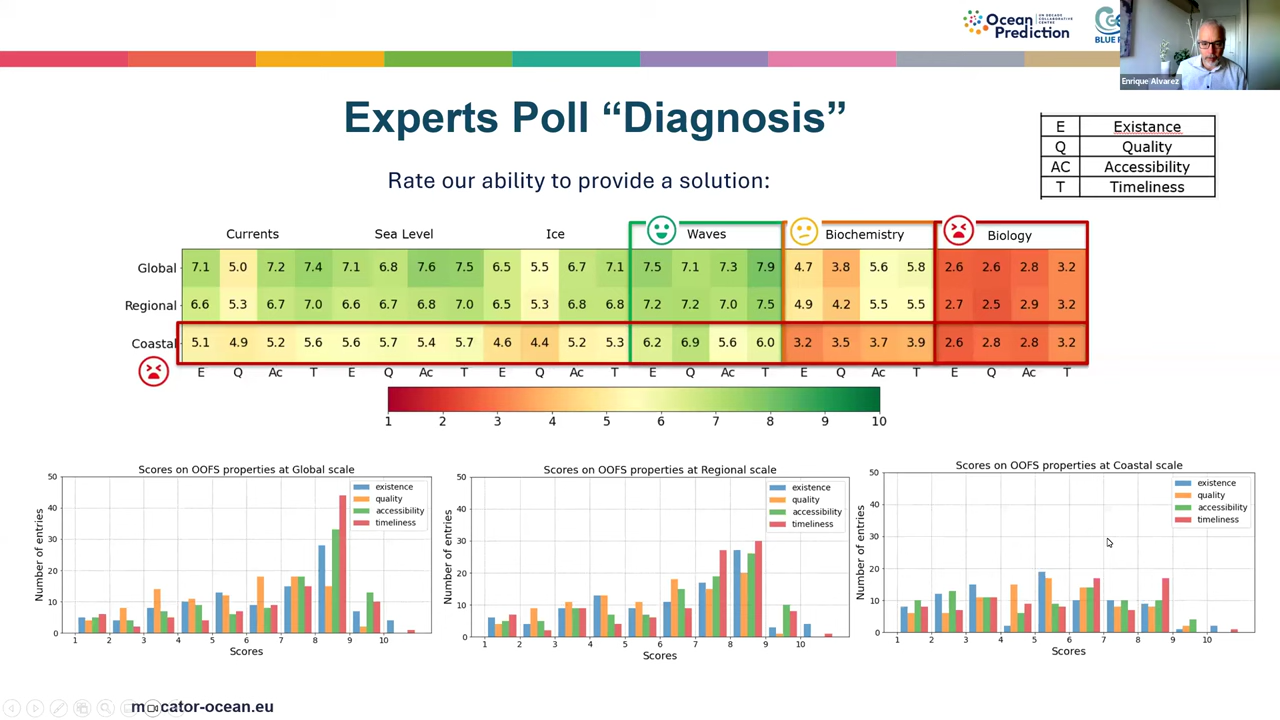 Ocean Prediction
UN DECADE COLLABORATIVE CENTRE
BLUE
Enrique Alvarez
Experts Poll “Diagnosis”
E Existance
Q Quality
AC Accessibility
T Timeliness
Rate our ability to provide a solution:
Currents Sea Level Ice Waves Biochemistry Biology
Global 7.1 5.0 7.2 7.4 7.1 6.8 7.6 7.5 6.5 5.5 6.7 7.1 7.5 7.1 7.3 7.9 4.7 3.8 5.6 5.8 2.6 2.6 2.8 3.2
Regional 6.6 5.3 6.7 7.0 6.6 6.7 6.8 7.0 6.5 5.3 6.8 6.8 7.2 7.2 7.0 7.5 4.9 4.2 5.5 5.5 2.7 2.5 2.9 3.2
Coastal 5.1 4.9 5.2 5.6 5.6 5.7 5.4 5.7 4.6 4.4 5.2 5.3 6.2 6.9 5.6 6.0 3.2 3.5 3.7 3.9 2.6 2.8 2.8 3.2
E Q Ac T E Q Ac T E Q Ac T E Q Ac T E Q Ac T E Q Ac T
1 2 3 4 5 6 7 8 9 10
Scores on OOFS properties at Global scale
Number of entries
50
40
30
20
10
0
existence
quality
accessibility
timeliness
1 2 3 4 5 6 7 8 9 10
Scores
Scores on OOFS properties at Regional scale
Number of entries
50
40
30
20
10
0
existence
quality
accessibility
timeliness
1 2 3 4 5 6 7 8 9 10
Scores
Scores on OOFS properties at Coastal scale
Number of entries
50
40
30
20
10
0
existence
quality
accessibility
timeliness
1 2 3 4 5 6 7 8 9 10
Scores
cator-ocean.eu